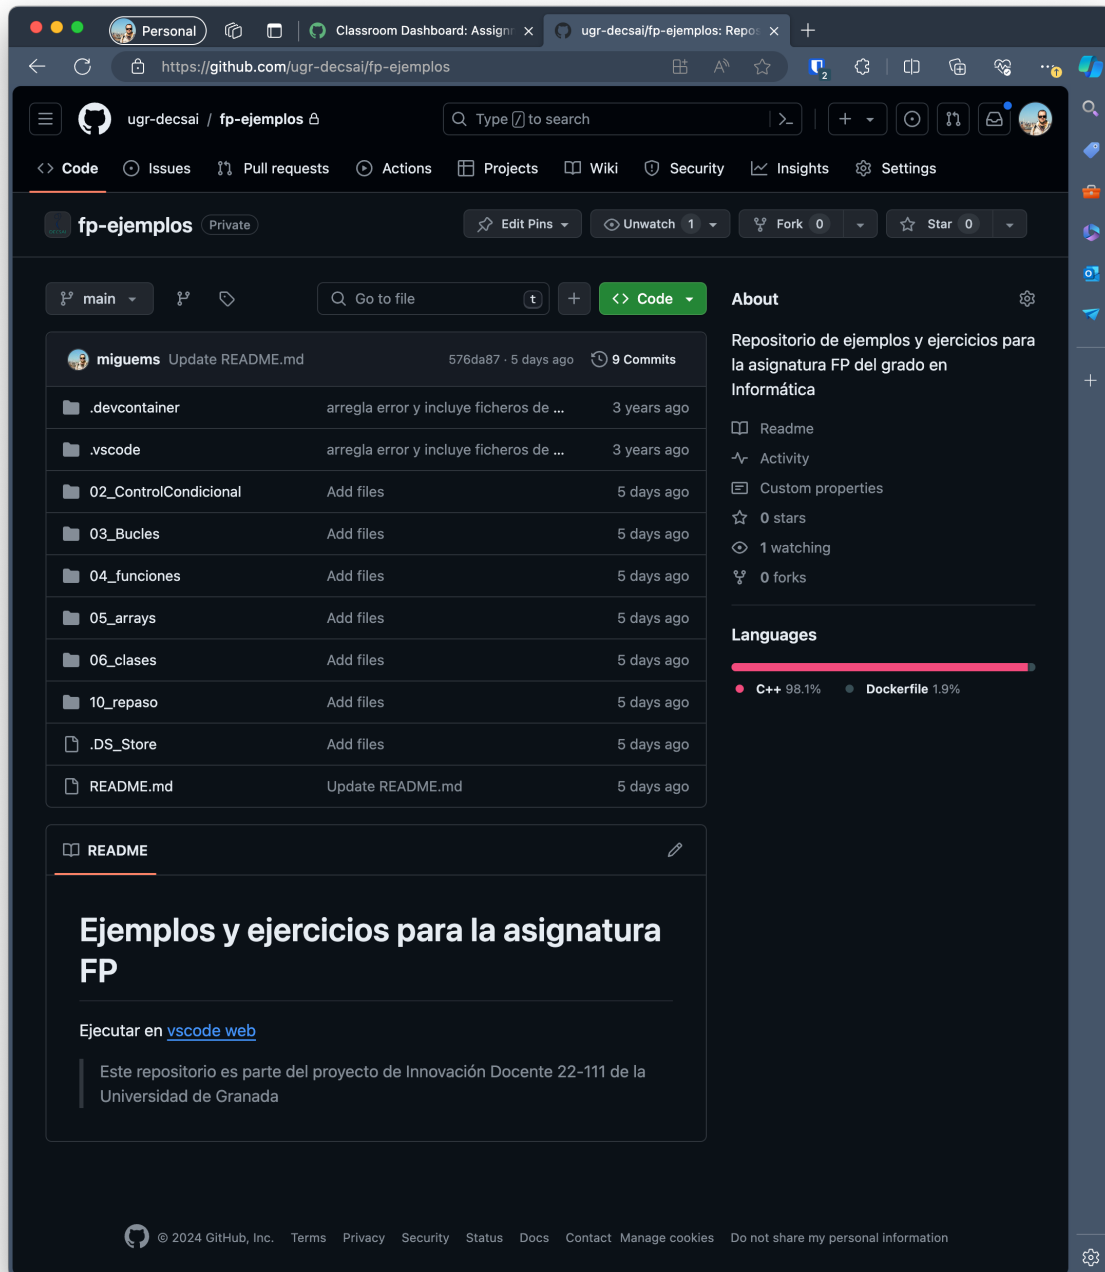 Personal
Classroom Dashboard: Assignr
ugr-decsai/fp-ejemplos: Repos
https://github.com/ugr-decsai/fp-ejemplos
2
ugr-decsai / fp-ejemplos
Type / to search
Code
Issues
Pull requests
Actions
Projects
Wiki
Security
Insights
Settings
fp-ejemplos Private
Edit Pins
Unwatch 1
Fork 0
Star 0
main
Go to file t
<> Code
miguems Update README.md 576da87 · 5 days ago 9 Commits
.devcontainer arregla error y incluye ficheros de ... 3 years ago
.vscode arregla error y incluye ficheros de ... 3 years ago
02_ControlCondicional Add files 5 days ago
03_Bucles Add files 5 days ago
04_funciones Add files 5 days ago
05_arrays Add files 5 days ago
06_clases Add files 5 days ago
10_repaso Add files 5 days ago
.DS_Store Add files 5 days ago
README.md Update README.md 5 days ago
About
Repositorio de ejemplos y ejercicios para
la asignatura FP del grado en
Informática
Readme
Activity
Custom properties
0 stars
1 watching
0 forks
Languages
C++ 98.1% Dockerfile 1.9%
README
Ejemplos y ejercicios para la asignatura
FP
Ejecutar en vscode web
Este repositorio es parte del proyecto de Innovación Docente 22-111 de la
Universidad de Granada
© 2024 GitHub, Inc. Terms Privacy Security Status Docs Contact Manage cookies Do not share my personal information